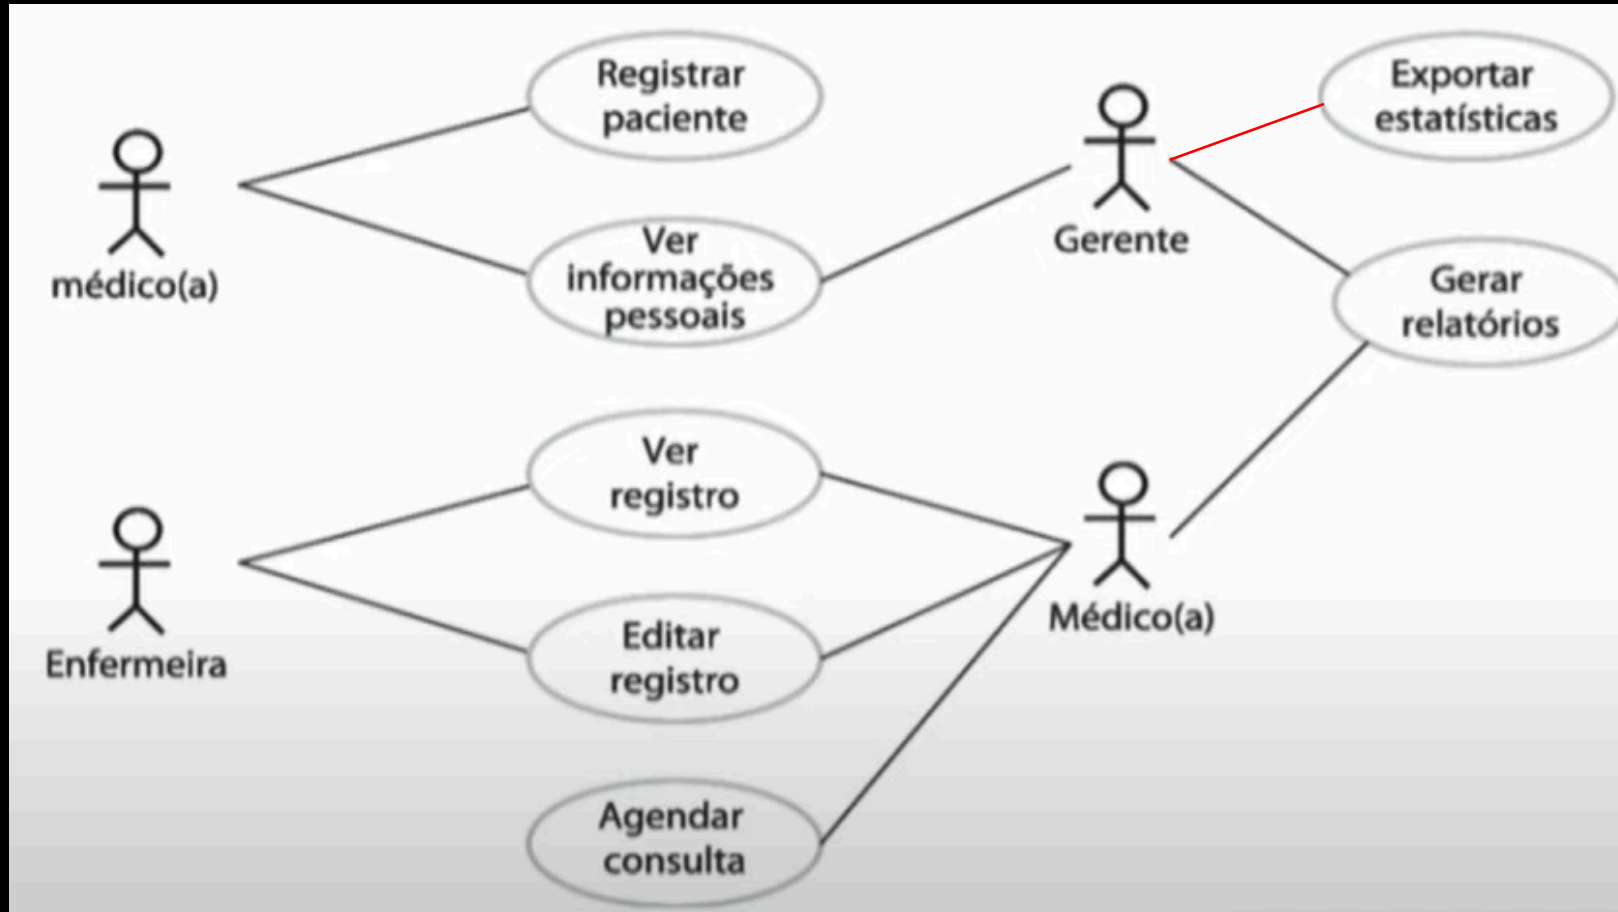 Registrar
paciente
médico(a)
Ver
informações
pessoais
Gerente
Exportar
estatísticas
Gerar
relatórios
Ver
registro
Enfermeira
Editar
registro
Médico(a)
Agendar
consulta